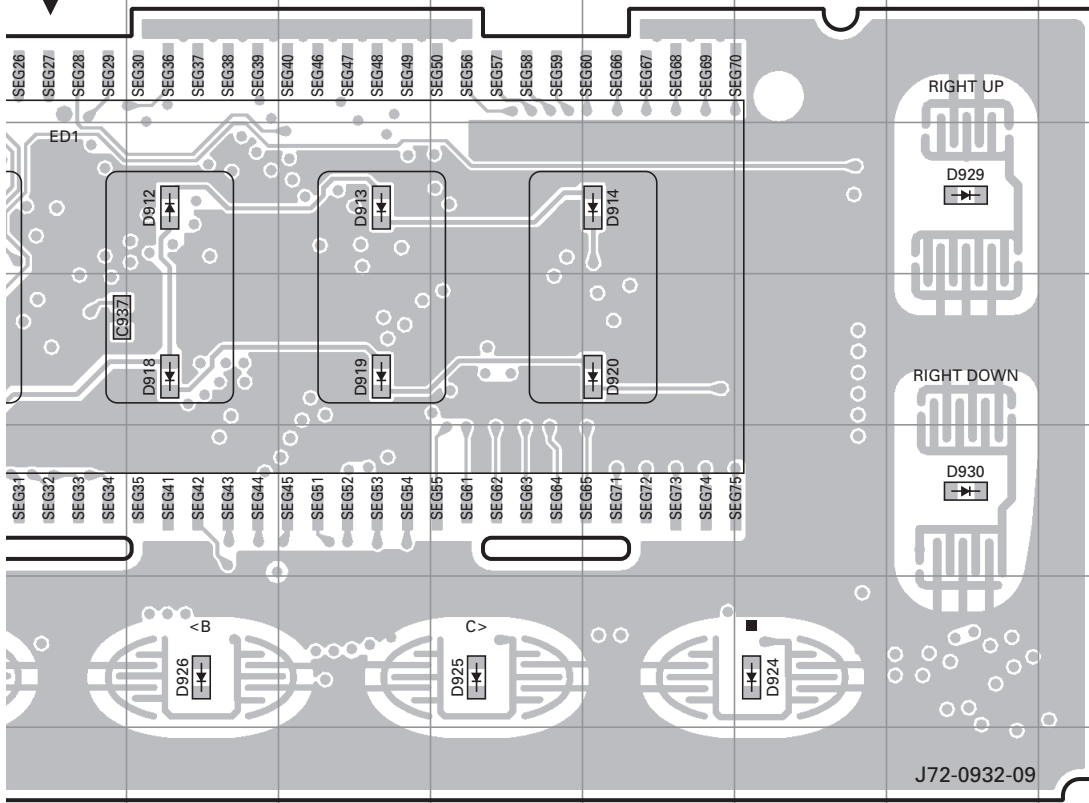 SEG26
SEG27
SEG28
SEG29
SEG30
SEG36
SEG37
SEG38
SEG39
SEG40
SEG46
SEG47
SEG48
SEG49
SEG50
SEG56
SEG57
SEG58
SEG59
SEG60
SEG66
SEG67
SEG68
SEG69
SEG70
RIGHT UP
ED1
D929
D912
D913
D914
C937
D918
D919
D920
RIGHT DOWN
D930
SEG31
SEG32
SEG33
SEG34
SEG35
SEG41
SEG42
SEG43
SEG44
SEG45
SEG51
SEG52
SEG53
SEG54
SEG55
SEG61
SEG62
SEG63
SEG64
SEG65
SEG71
SEG72
SEG73
SEG74
SEG75
<B
C>
■
D926
D925
D924
J72-0932-09